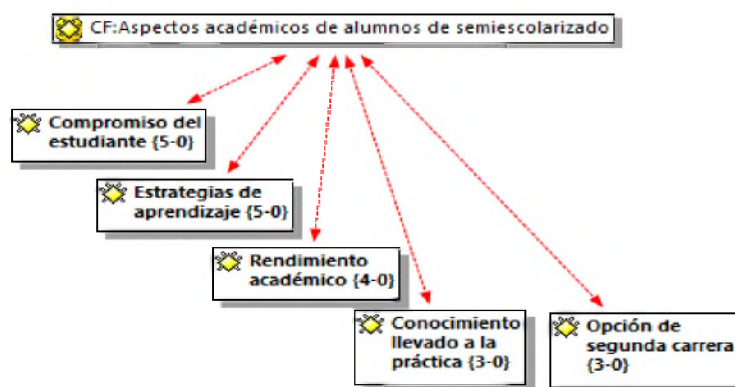 CF:Aspectos académicos de alumnos de semiescolarizado
Compromiso del
estudiante {5-0}
Estrategias de
aprendizaje {5-0}
Rendimiento
académico {4-0}
Conocimiento
llevado a la
práctica {3-0}
Opción de
segunda carrera
{3-0}